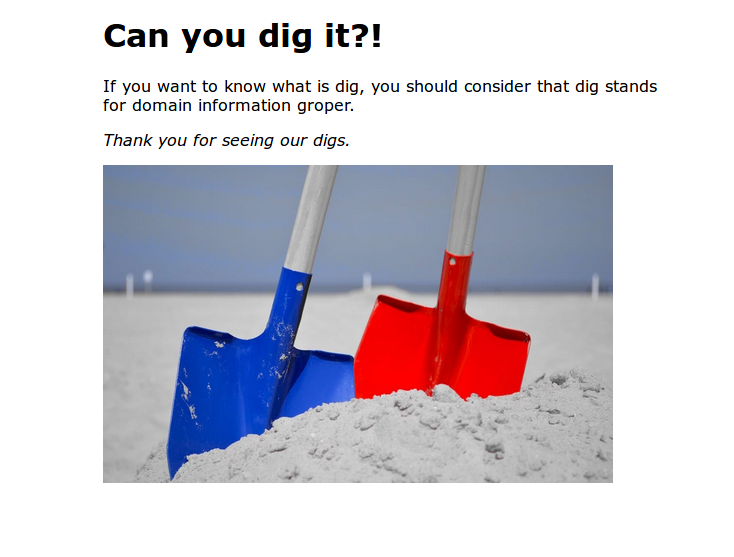 Can you dig it?!
If you want to know what is dig, you should consider that dig stands
for domain information groper.
Thank you for seeing our digs.